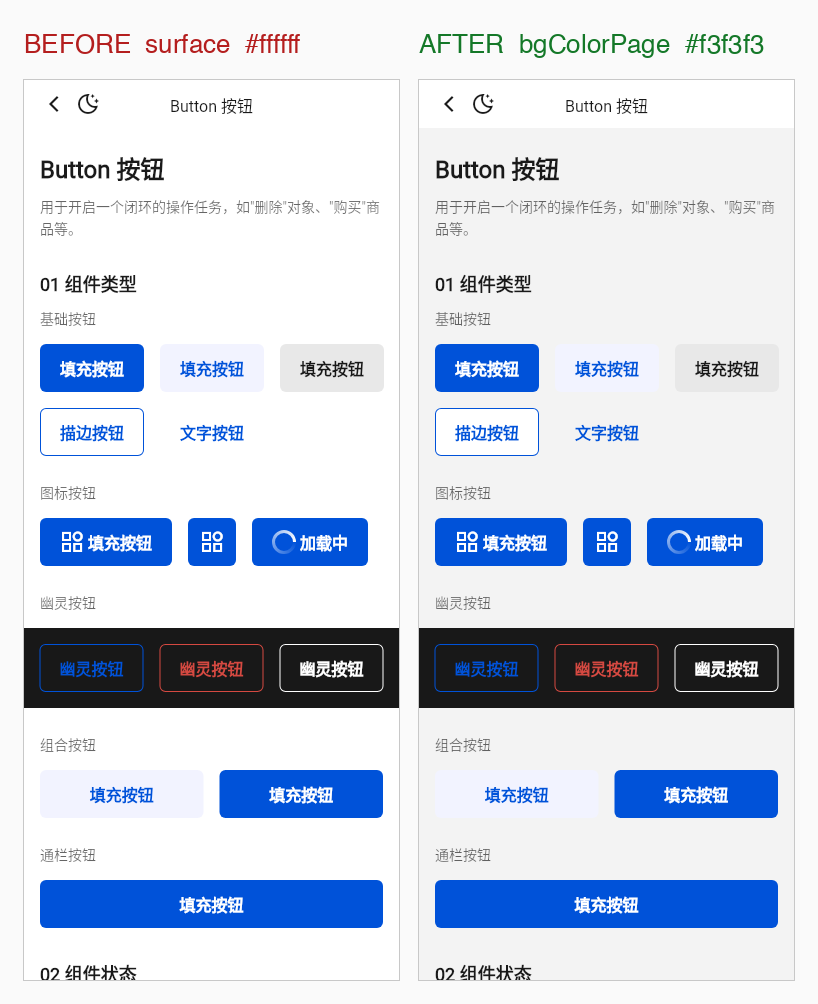 BEFORE surface #ffffff
Button 按钮
Button 按钮
用于开启一个闭环的操作任务，如"删除"对象、"购买"商
品等。
01 组件类型
基础按钮
填充按钮 填充按钮 填充按钮
描边按钮 文字按钮
图标按钮
填充按钮 加载中
幽灵按钮
幽灵按钮 幽灵按钮 幽灵按钮
组合按钮
填充按钮 填充按钮
通栏按钮
填充按钮
02 组件状态
AFTER bgColorPage #f3f3f3
Button 按钮
Button 按钮
用于开启一个闭环的操作任务，如"删除"对象、"购买"商
品等。
01 组件类型
基础按钮
填充按钮 填充按钮 填充按钮
描边按钮 文字按钮
图标按钮
填充按钮 加载中
幽灵按钮
幽灵按钮 幽灵按钮 幽灵按钮
组合按钮
填充按钮 填充按钮
通栏按钮
填充按钮
02 组件状态